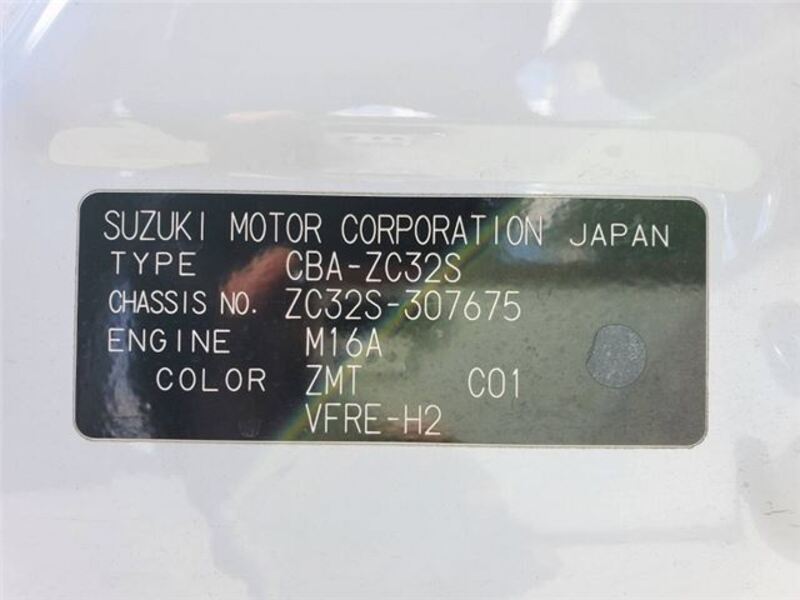 SUZUKI MOTOR CORPORATION JAPAN
TYPE CBA-ZC32S
CHASSIS NO. ZC32S-307675
ENGINE M16A
COLOR ZMT C01
VFRE-H2